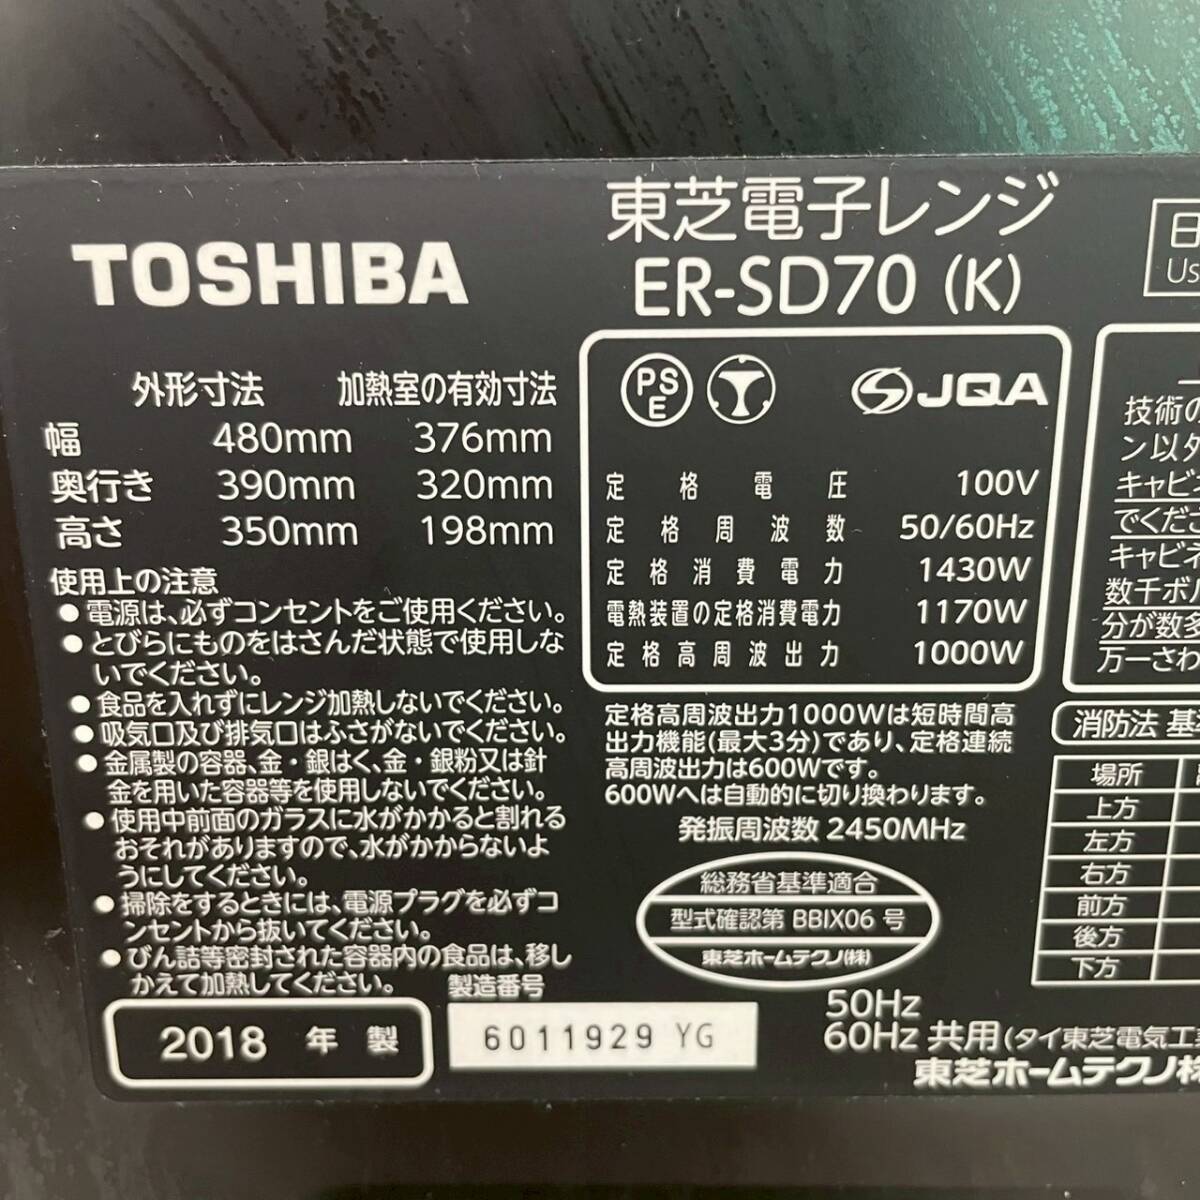 TOSHIBA
東芝電子レンジ
ER-SD70 (K)
日
Us
外形寸法 加熱室の有効寸法
幅 480mm 376mm
奥行き 390mm 320mm
高さ 350mm 198mm
使用上の注意
●電源は、必ずコンセントをご使用ください。
●とびらにものをはさんだ状態で使用しな
いでください。
●食品を入れずにレンジ加熱しないでください。
●吸気口及び排気口はふさがないでください。
●金属製の容器、金・銀はく、金・銀粉又は針
金を用いた容器等を使用しないでください。
●使用中前面のガラスに水がかかると割れる
おそれがありますので、水がかからないよ
うにしてください。
●掃除をするときには、電源プラグを必ずコ
ンセントから抜いてください。
●びん詰等密封された容器内の食品は、移し
かえて加熱してください。
2018 年 製
製造番号
6011929 YG
PS
E
JQA
定格電圧 100V
定格周波数 50/60Hz
定格消費電力 1430W
電熱装置の定格消費電力 1170W
定格高周波出力 1000W
定格高周波出力1000Wは短時間高
出力機能(最大3分)であり、定格連続
高周波出力は600Wです。
600Wへは自動的に切り換わります。
発振周波数 2450MHz
総務省基準適合
型式確認第 BBIX06 号
東芝ホームテクノ(株)
50Hz
60Hz 共用(タイ東芝電気工業
東芝ホームテクノ株
技術の
ン以外
キャビ
でくださ
キャビネ
数千ボ
分が数多
万一さわ
消防法 基
場所
上方
左方
右方
前方
後方
下方